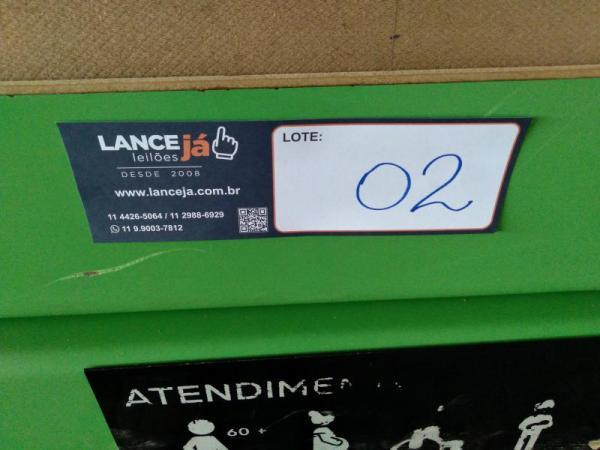 LANCE já
leilões
DESDE 2008
www.lanceja.com.br
11 4426-5064 / 11 2988-6929
11 9.9003-7812
LOTE:
02
60 +